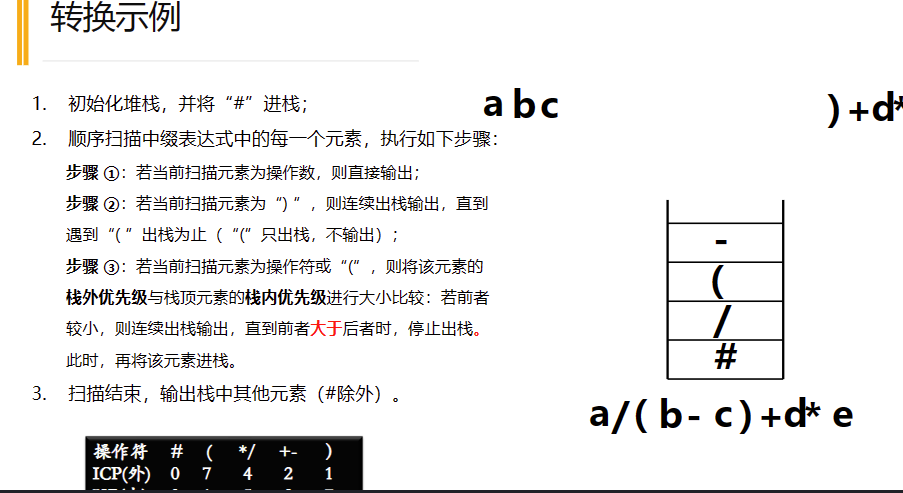 转换示例
1. 初始化堆栈，并将“#”进栈；
2. 顺序扫描中缀表达式中的每一个元素，执行如下步骤：
步骤 ①：若当前扫描元素为操作数，则直接输出；
步骤 ②：若当前扫描元素为“) ”，则连续出栈输出，直到
遇到“( ”出栈为止（“(”只出栈，不输出）；
步骤 ③：若当前扫描元素为操作符或“(”，则将该元素的
栈外优先级与栈顶元素的栈内优先级进行大小比较：若前者
较小，则连续出栈输出，直到前者大于后者时，停止出栈。
此时，再将该元素进栈。
3. 扫描结束，输出栈中其他元素（#除外）。
操作符 # ( */ +- )
ICP(外) 0 7 4 2 1
a b c
)+d*
-
(
/
#
a/( b- c)+d* e